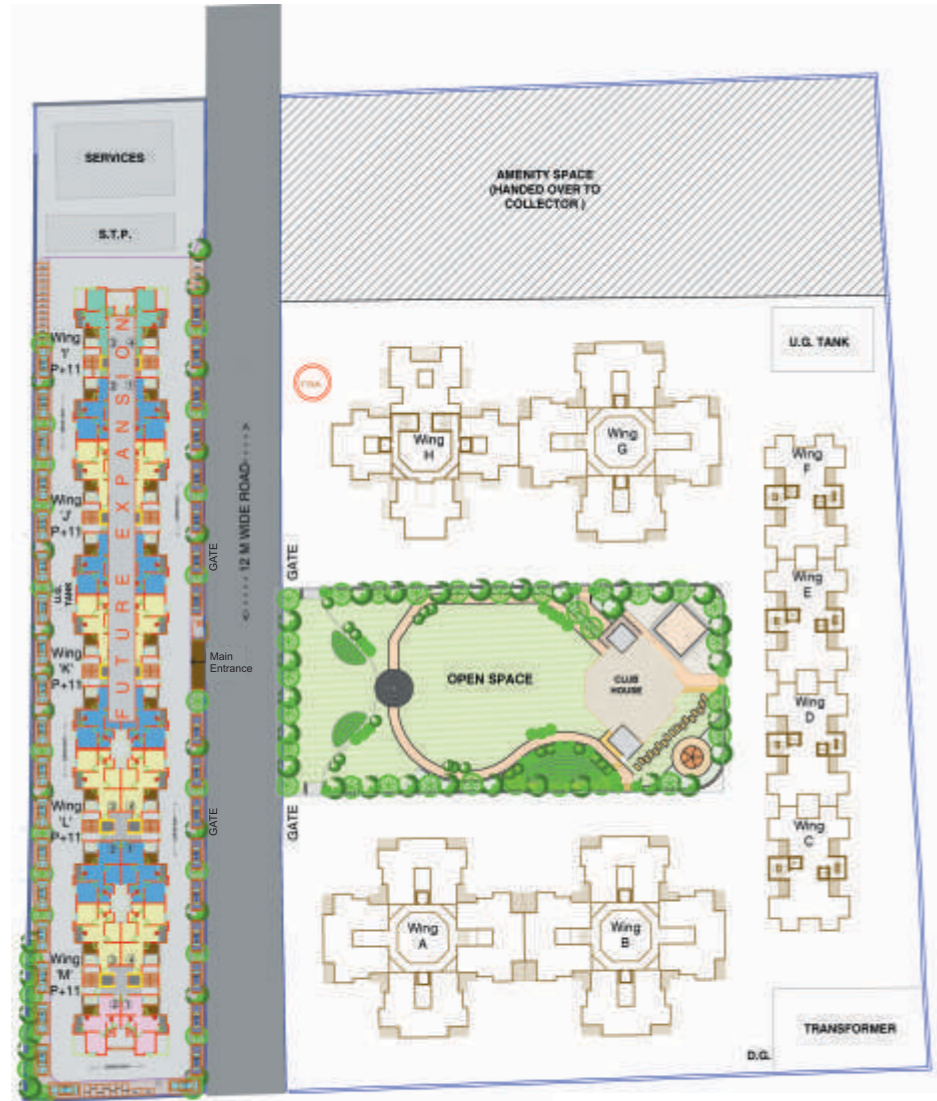 SERVICES
S.T.P.
AMENITY SPACE
(HANDED OVER TO
COLLECTOR )
U.G. TANK
Wing
'I'
P+11
Wing
'J'
P+11
U.G.
TANK
Wing
'K'
P+11
Wing
'L'
P+11
Wing
'M'
P+11
FUTURE EXPANSION
12 M WIDE ROAD
GATE
Main
Entrance
GATE
GATE
GATE
Wing
H
Wing
G
Wing
F
Wing
E
Wing
D
Wing
C
OPEN SPACE
CLUB
HOUSE
Wing
A
Wing
B
D.G.
TRANSFORMER